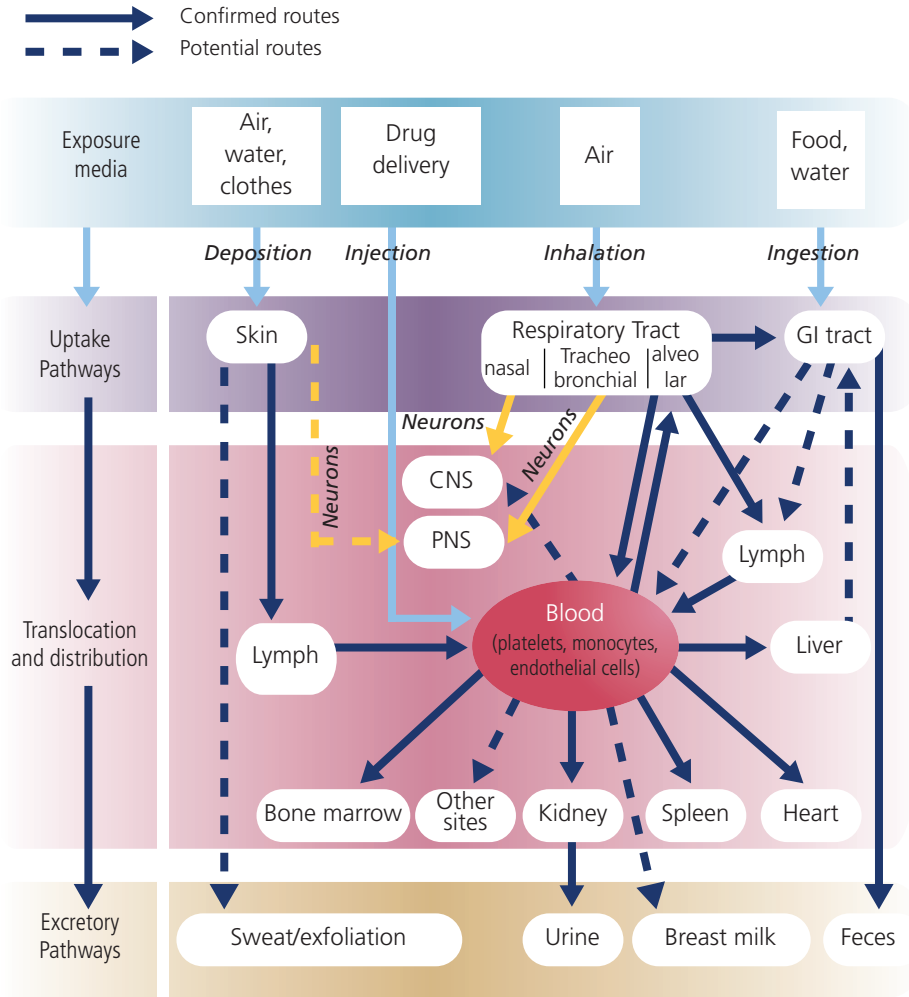 Confirmed routes
Potential routes
Exposure
media
Air,
water,
clothes
Drug
delivery
Air
Food,
water
Deposition
Injection
Inhalation
Ingestion
Uptake
Pathways
Skin
Respiratory Tract
nasal
Tracheo
bronchial
alveo
lar
GI tract
Neurons
Neurons
Neurons
CNS
PNS
Lymph
Translocation
and distribution
Lymph
Blood
(platelets, monocytes,
endothelial cells)
Liver
Bone marrow
Other
sites
Kidney
Spleen
Heart
Excretory
Pathways
Sweat/exfoliation
Urine
Breast milk
Feces